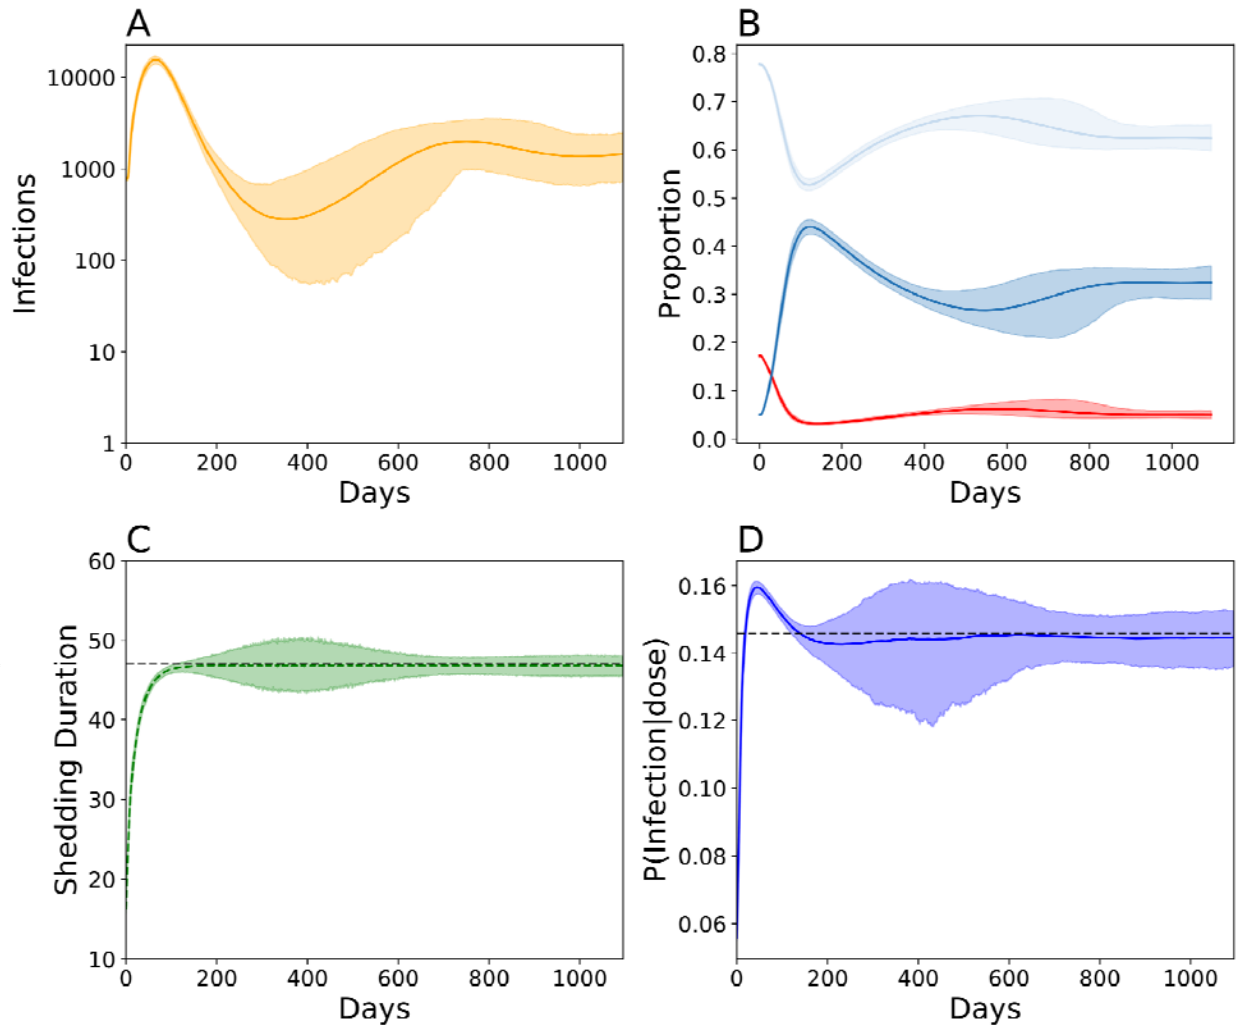 A
Infections
10000
1000
100
10
1
0 200 400 600 800 1000
Days
B
Proportion
0.8
0.7
0.6
0.5
0.4
0.3
0.2
0.1
0.0
0 200 400 600 800 1000
Days
C
Shedding Duration
60
50
40
30
20
10
0 200 400 600 800 1000
Days
D
P(Infection|dose)
0.16
0.14
0.12
0.10
0.08
0.06
0 200 400 600 800 1000
Days